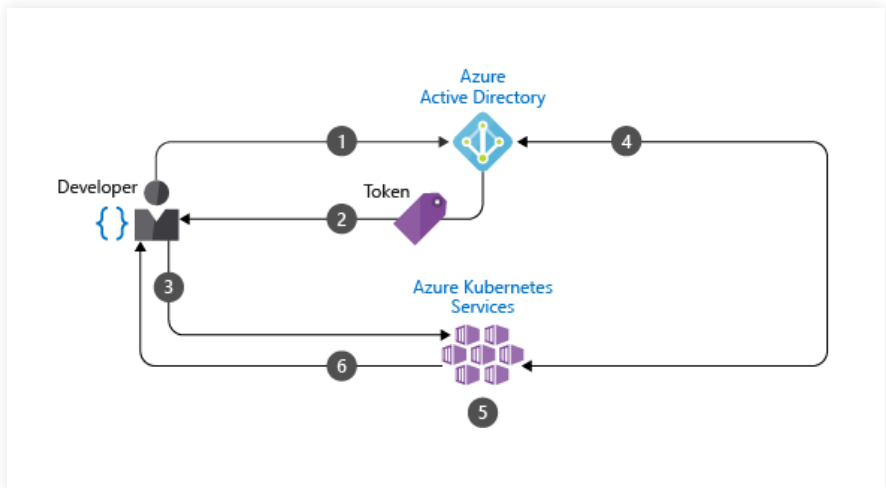 Azure
Active Directory
1
4
Developer
Token
{}
2
3
Azure Kubernetes
Services
6
5